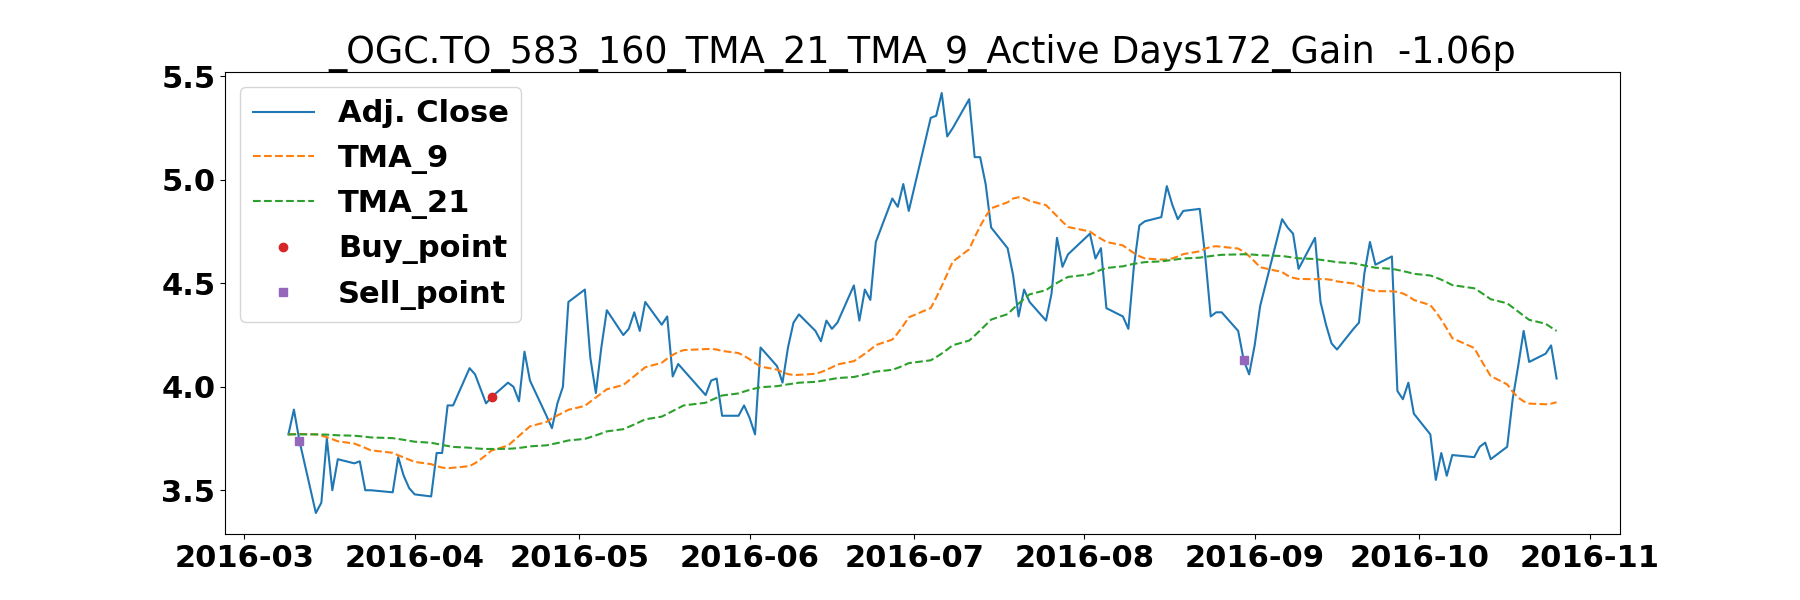 _OGC.TO_583_160_TMA_21_TMA_9_Active Days172_Gain  -1.06p
5.5
5.0
4.5
4.0
3.5
Adj. Close
TMA_9
TMA_21
Buy_point
Sell_point
2016-03 2016-04 2016-05 2016-06 2016-07 2016-08 2016-09 2016-10 2016-11